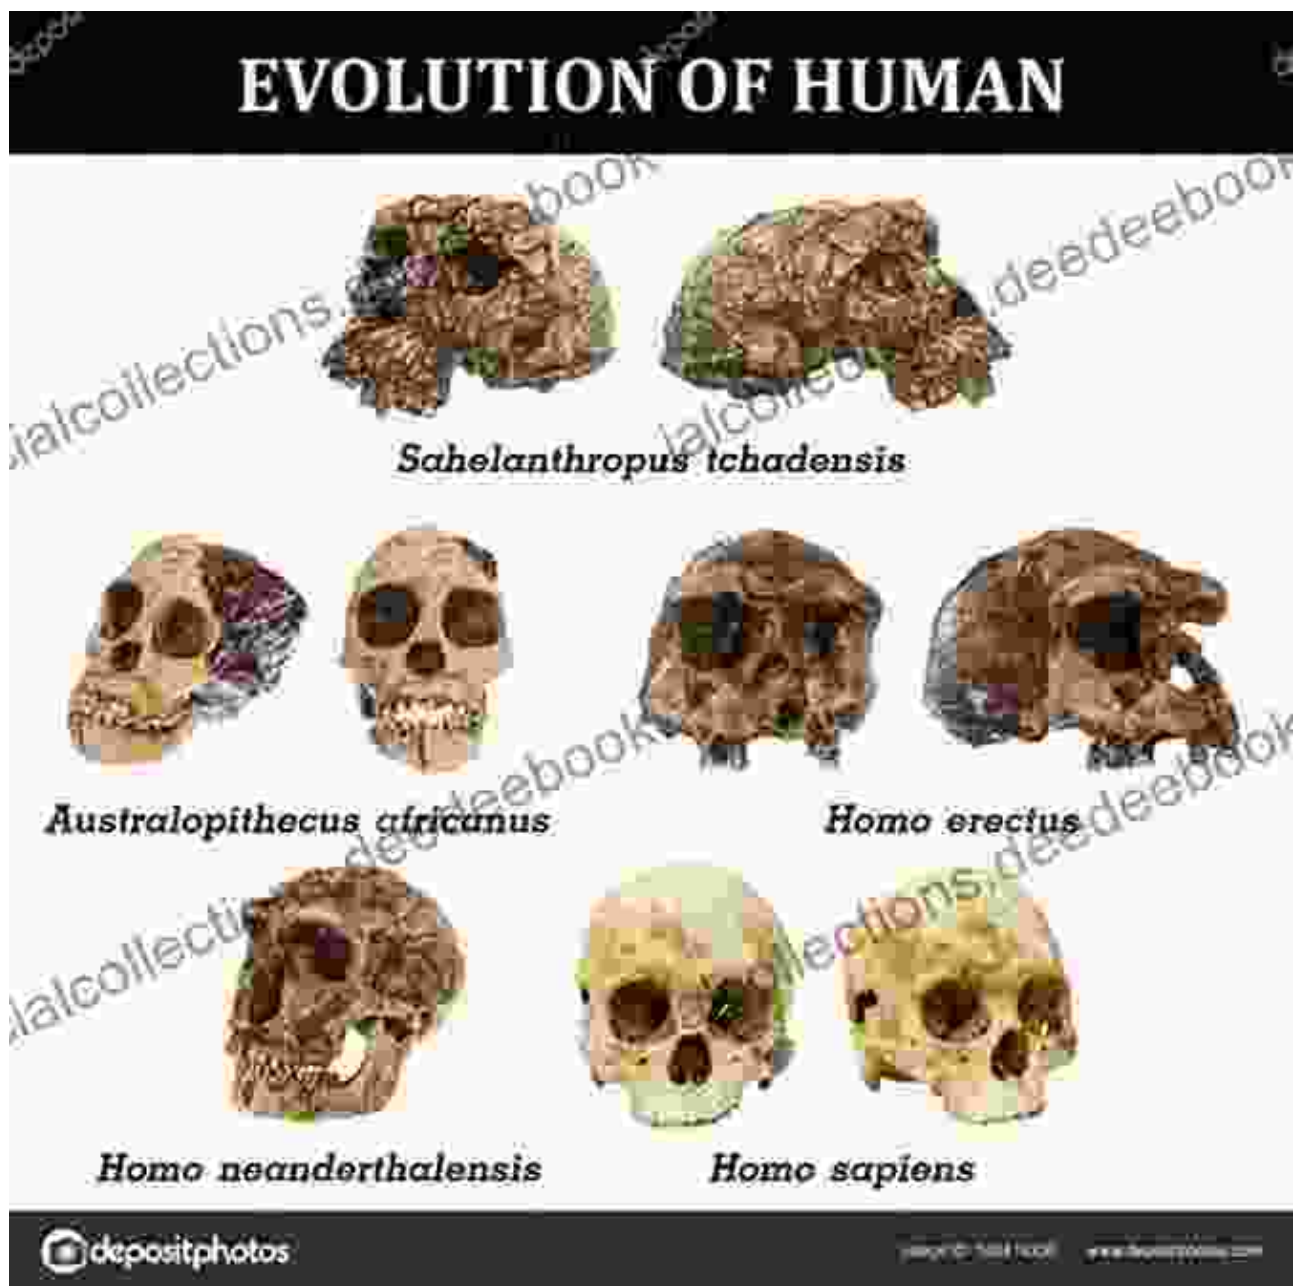 EVOLUTION OF HUMAN
Sahelanthropus tchadensis
Australopithecus africanus
Homo erectus
Homo neanderthalensis
Homo sapiens
depositphotos